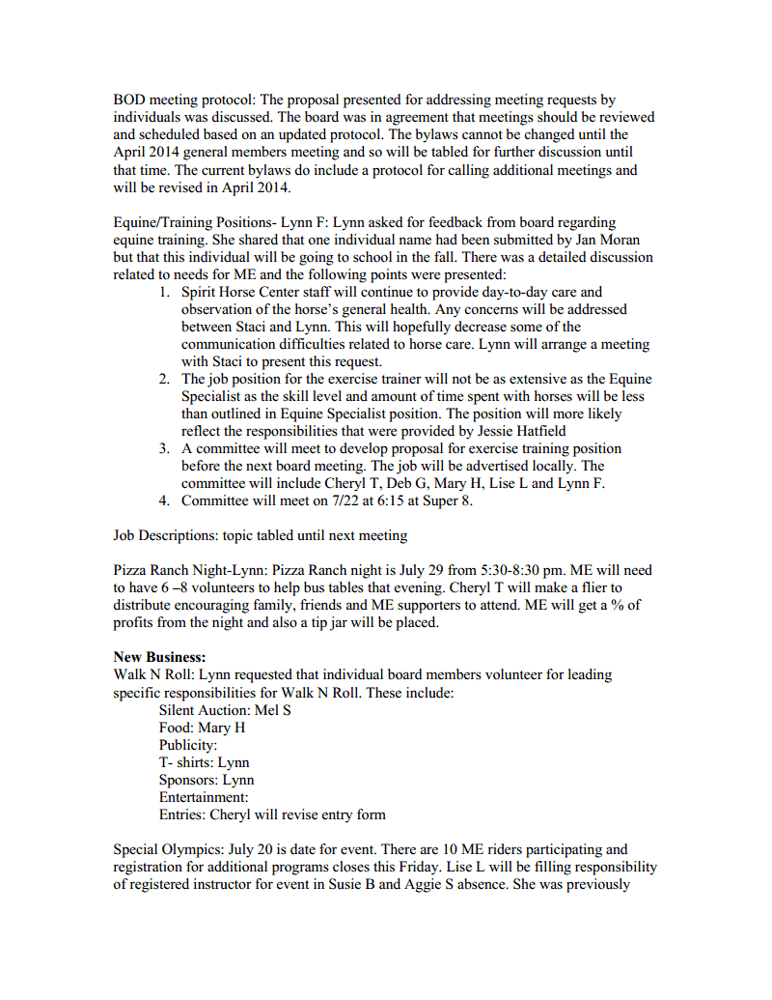 BOD meeting protocol: The proposal presented for addressing meeting requests by
individuals was discussed. The board was in agreement that meetings should be reviewed
and scheduled based on an updated protocol. The bylaws cannot be changed until the
April 2014 general members meeting and so will be tabled for further discussion until
that time. The current bylaws do include a protocol for calling additional meetings and
will be revised in April 2014.
Equine/Training Positions- Lynn F: Lynn asked for feedback from board regarding
equine training. She shared that one individual name had been submitted by Jan Moran
but that this individual will be going to school in the fall. There was a detailed discussion
related to needs for ME and the following points were presented:
1. Spirit Horse Center staff will continue to provide day-to-day care and
observation of the horse’s general health. Any concerns will be addressed
between Staci and Lynn. This will hopefully decrease some of the
communication difficulties related to horse care. Lynn will arrange a meeting
with Staci to present this request.
2. The job position for the exercise trainer will not be as extensive as the Equine
Specialist as the skill level and amount of time spent with horses will be less
than outlined in Equine Specialist position. The position will more likely
reflect the responsibilities that were provided by Jessie Hatfield
3. A committee will meet to develop proposal for exercise training position
before the next board meeting. The job will be advertised locally. The
committee will include Cheryl T, Deb G, Mary H, Lise L and Lynn F.
4. Committee will meet on 7/22 at 6:15 at Super 8.
Job Descriptions: topic tabled until next meeting
Pizza Ranch Night-Lynn: Pizza Ranch night is July 29 from 5:30-8:30 pm. ME will need
to have 6 –8 volunteers to help bus tables that evening. Cheryl T will make a flier to
distribute encouraging family, friends and ME supporters to attend. ME will get a % of
profits from the night and also a tip jar will be placed.
New Business:
Walk N Roll: Lynn requested that individual board members volunteer for leading
specific responsibilities for Walk N Roll. These include:
Silent Auction: Mel S
Food: Mary H
Publicity:
T- shirts: Lynn
Sponsors: Lynn
Entertainment:
Entries: Cheryl will revise entry form
Special Olympics: July 20 is date for event. There are 10 ME riders participating and
registration for additional programs closes this Friday. Lise L will be filling responsibility
of registered instructor for event in Susie B and Aggie S absence. She was previously